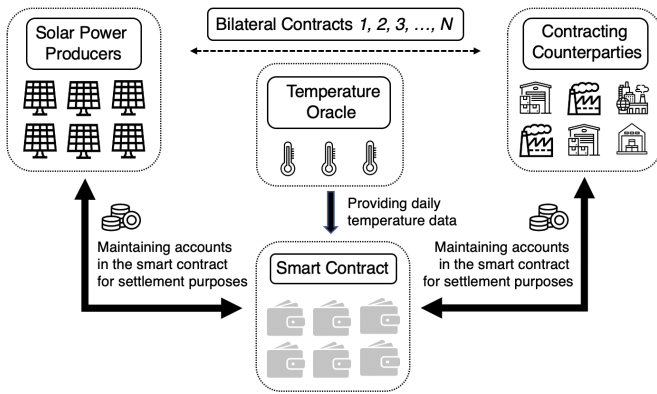 Solar Power
Producers
Bilateral Contracts 1, 2, 3, …, N
Contracting
Counterparties
Temperature
Oracle
Providing daily
temperature data
Maintaining accounts
in the smart contract
for settlement purposes
Smart Contract
Maintaining accounts
in the smart contract
for settlement purposes